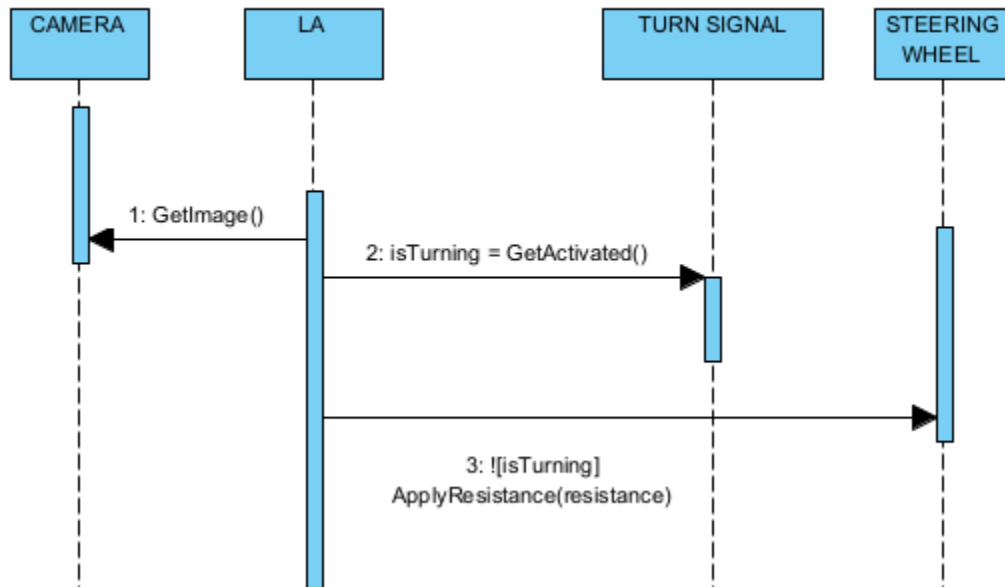 CAMERA
LA
TURN SIGNAL
STEERING
WHEEL
1: GetImage()
2: isTurning = GetActivated()
3: ![isTurning]
ApplyResistance(resistance)